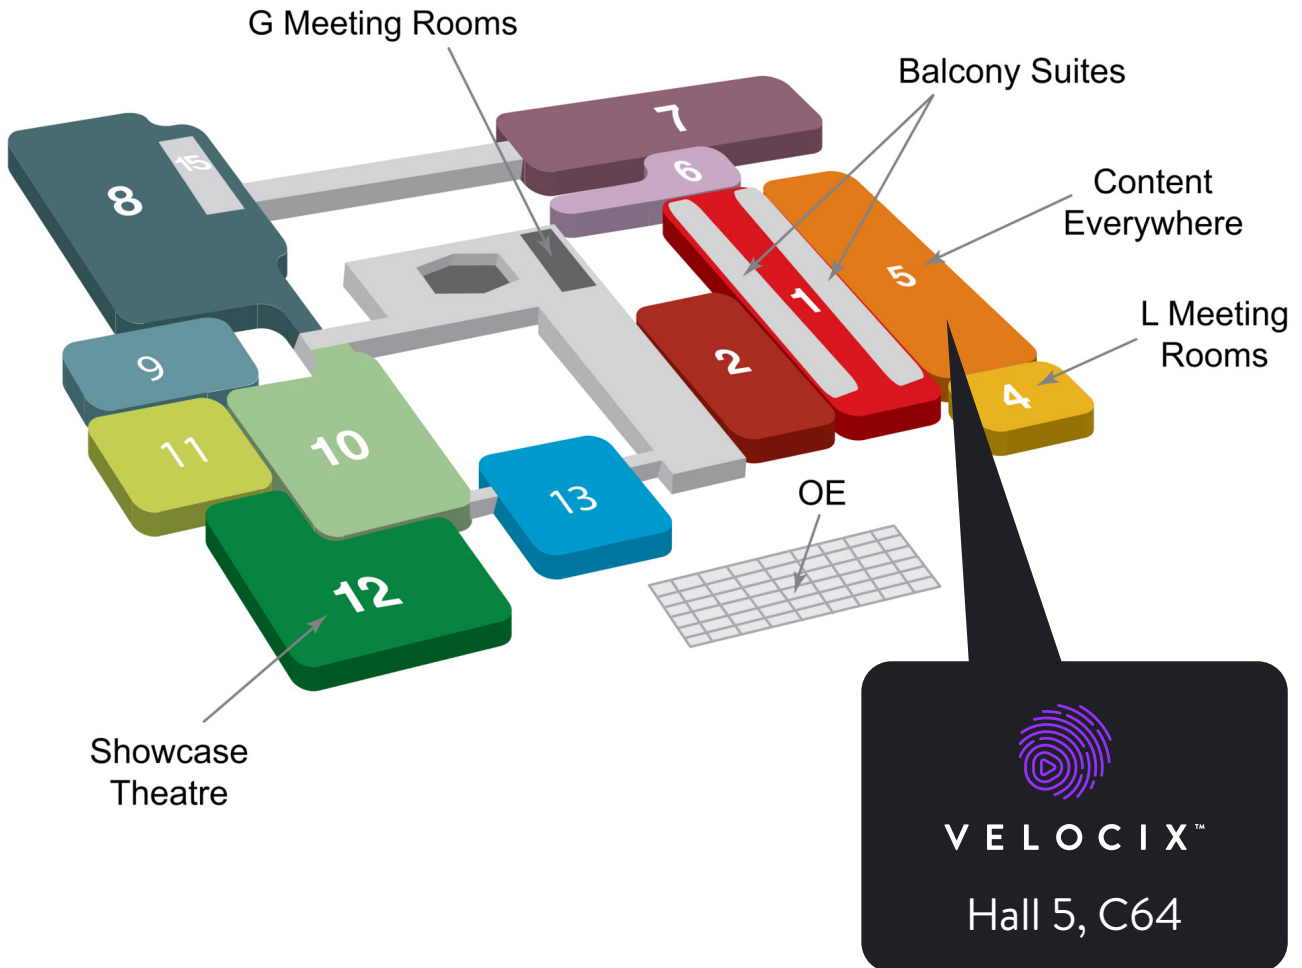 G Meeting Rooms
Balcony Suites
7
15
6
8
Content
Everywhere
5
1
L Meeting
Rooms
2
9
4
11
10
13
OE
12
Showcase
Theatre
VELOCIX™
Hall 5, C64